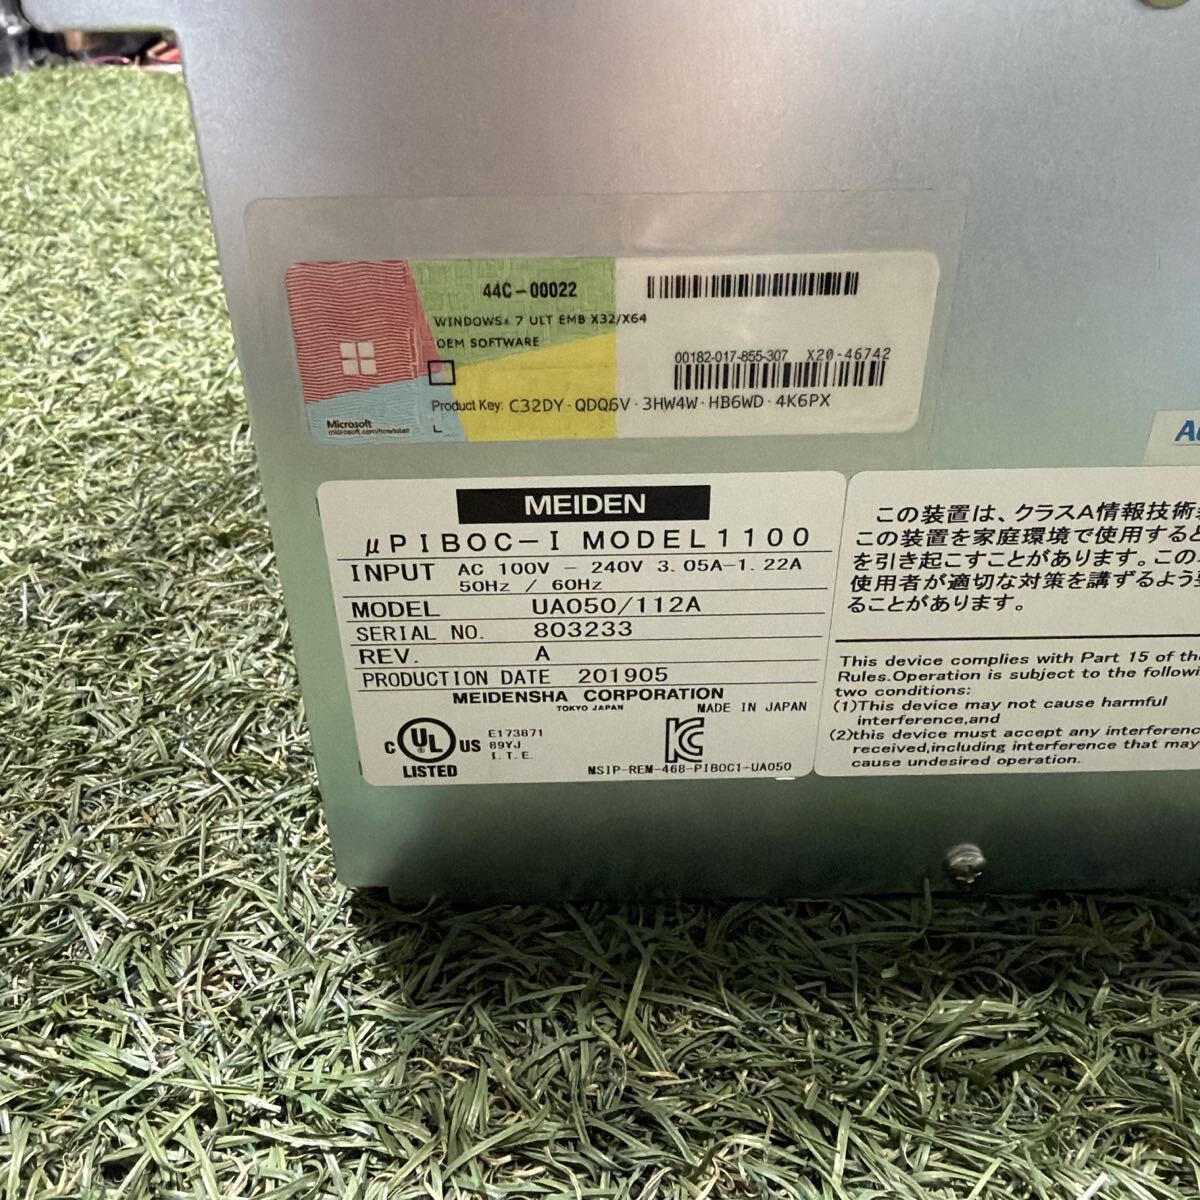 44C-00022
WINDOWS® 7 ULT EMB X32/X64
OEM SOFTWARE
00182-017-855-307 X20-46742
Product Key: C32DY-QDQ6V-3HW4W-HB6WD-4K6PX
Microsoft
microsoft.com/howtotell
MEIDEN
μPIBOC-I MODEL1100
INPUT AC 100V - 240V 3.05A-1.22A
50Hz / 60Hz
MODEL UA050/112A
SERIAL NO. 803233
REV. A
PRODUCTION DATE 201905
MEIDENSHA CORPORATION
TOKYO JAPAN MADE IN JAPAN
C UL US LISTED
E173871
89YJ
I.T.E.
MSIP-REM-468-PIBOC1-UA050
この装置は、クラスA情報技術
この装置を家庭環境で使用すると
を引き起こすことがあります。この
使用者が適切な対策を講ずるよう
ることがあります。
This device complies with Part 15 of the
Rules.Operation is subject to the
two conditions:
(1)This device may not cause harmful
interference,and
(2)this device must accept any
received,including interference that may
cause undesired operation.